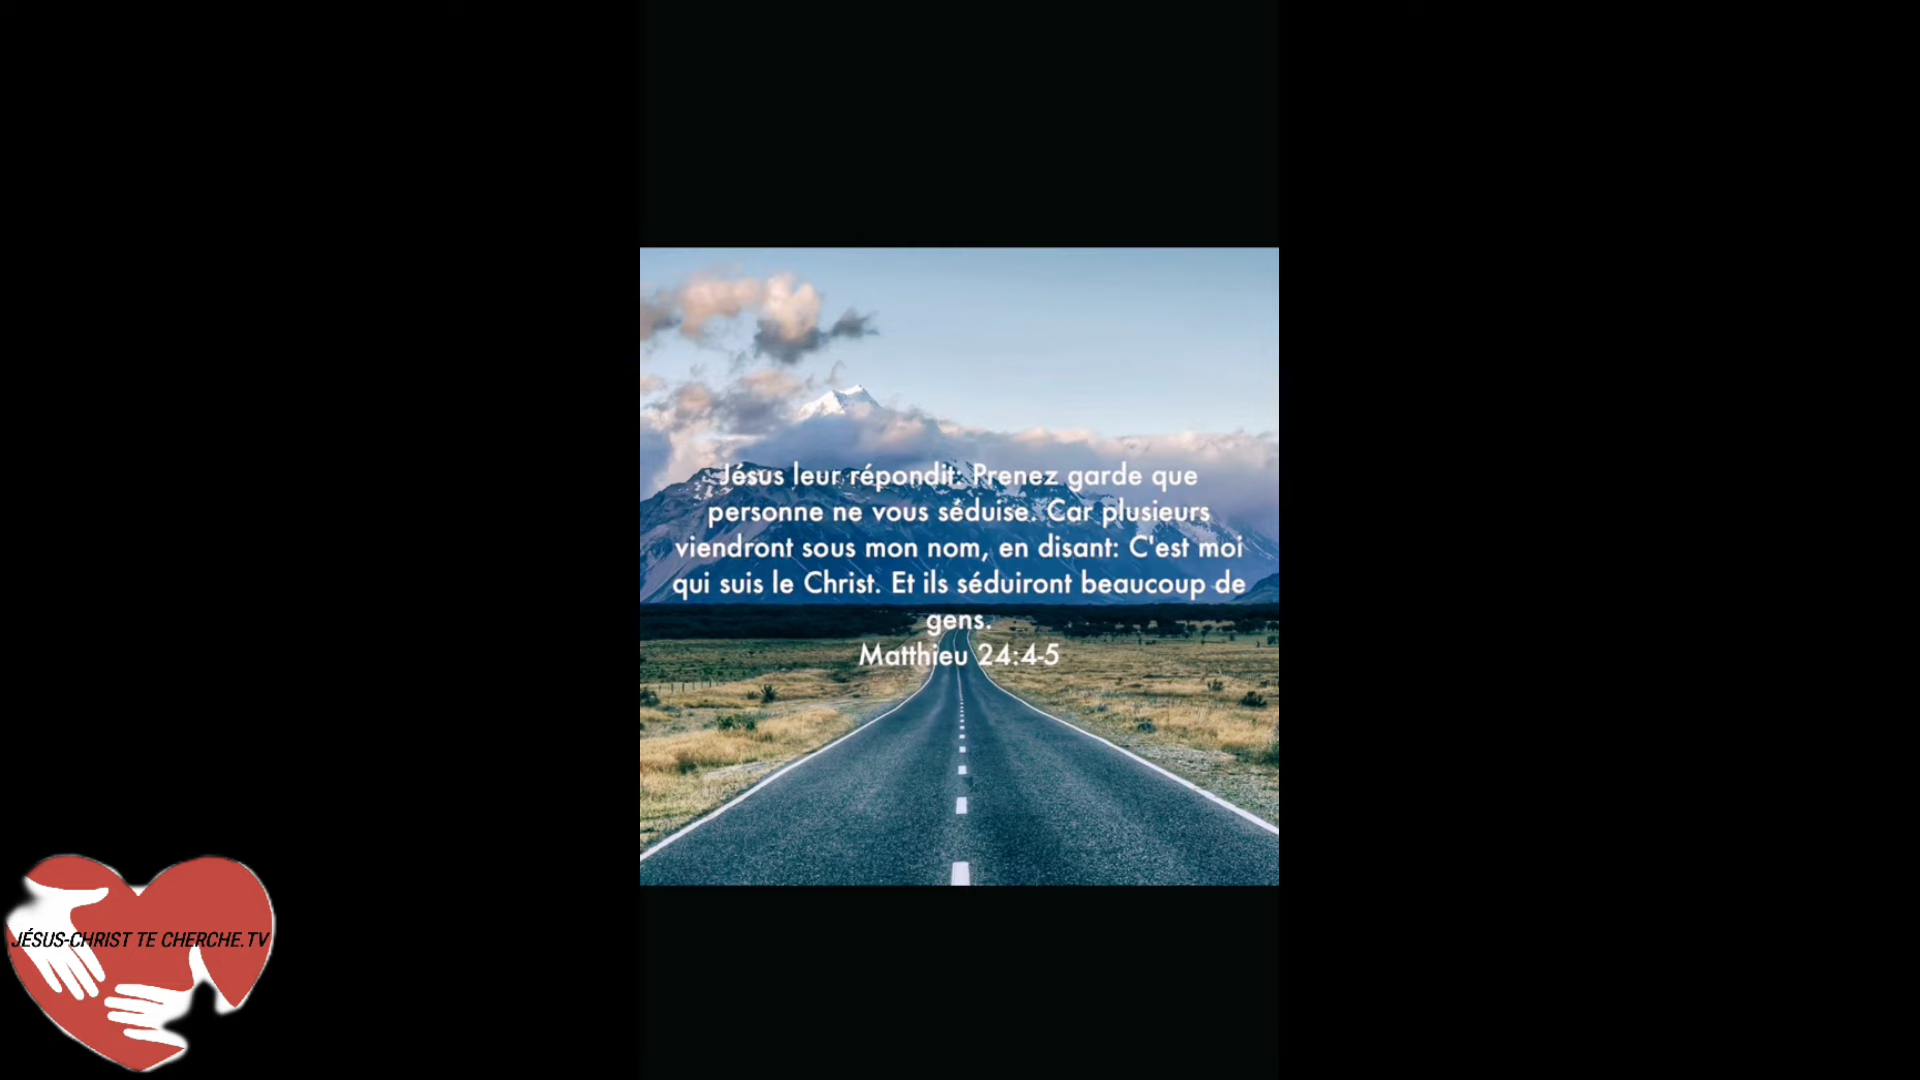 Jésus leur répondit: Prenez garde que
personne ne vous séduise. Car plusieurs
viendront sous mon nom, en disant: C'est moi
qui suis le Christ. Et ils séduiront beaucoup de
gens.
Matthieu 24:4-5
JÉSUS-CHRIST TE CHERCHE.TV